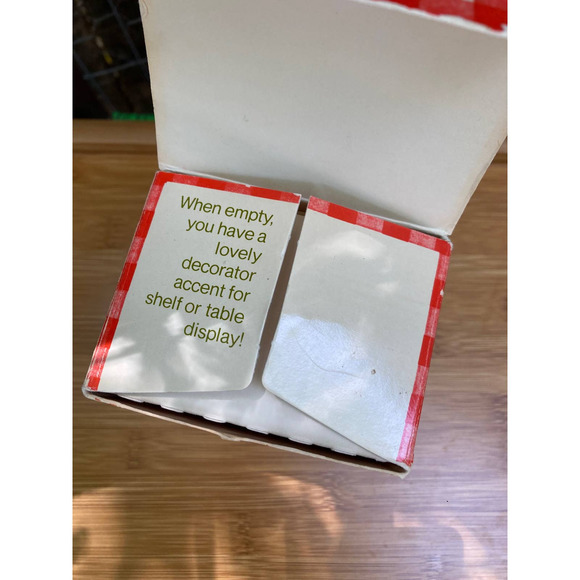 When empty,
you have a
lovely
decorator
accent for
shelf or table
display!